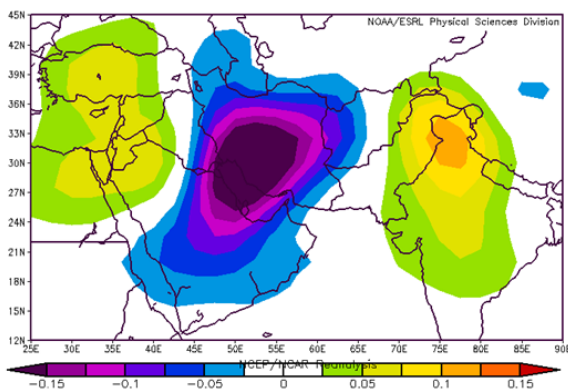 NOAA/ESRL Physical Sciences Division
45N
42N
39N
36N
33N
30N
27N
24N
21N
18N
15N
12N
25E 30E 35E 40E 45E 50E 55E 60E 65E 70E 75E 80E 85E 90E
NCEP/NCAR Reanalysis
-0.15 -0.1 -0.05 0 0.05 0.1 0.15